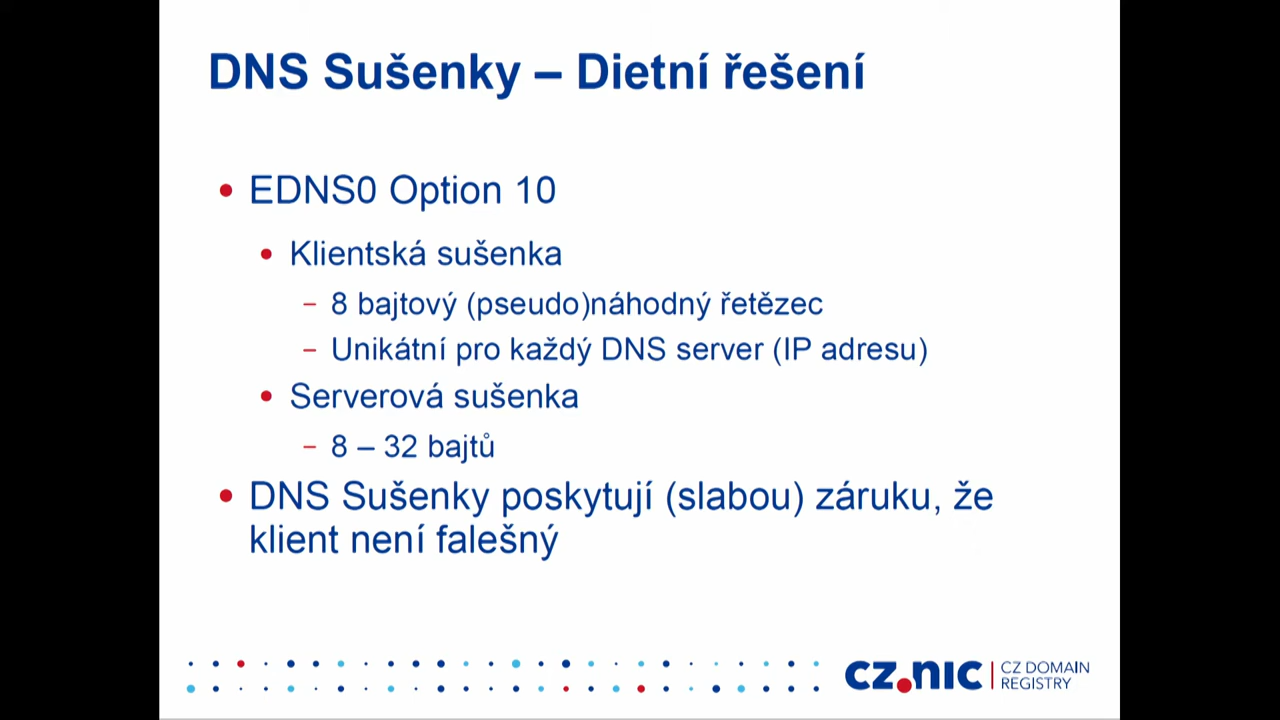 DNS Sušenky – Dietní řešení
• EDNS0 Option 10
• Klientská sušenka
– 8 bajtový (pseudo)náhodný řetězec
– Unikátní pro každý DNS server (IP adresu)
• Serverová sušenka
– 8 – 32 bajtů
• DNS Sušenky poskytují (slabou) záruku, že
klient není falešný
CZ.NIC | CZ DOMAIN
REGISTRY